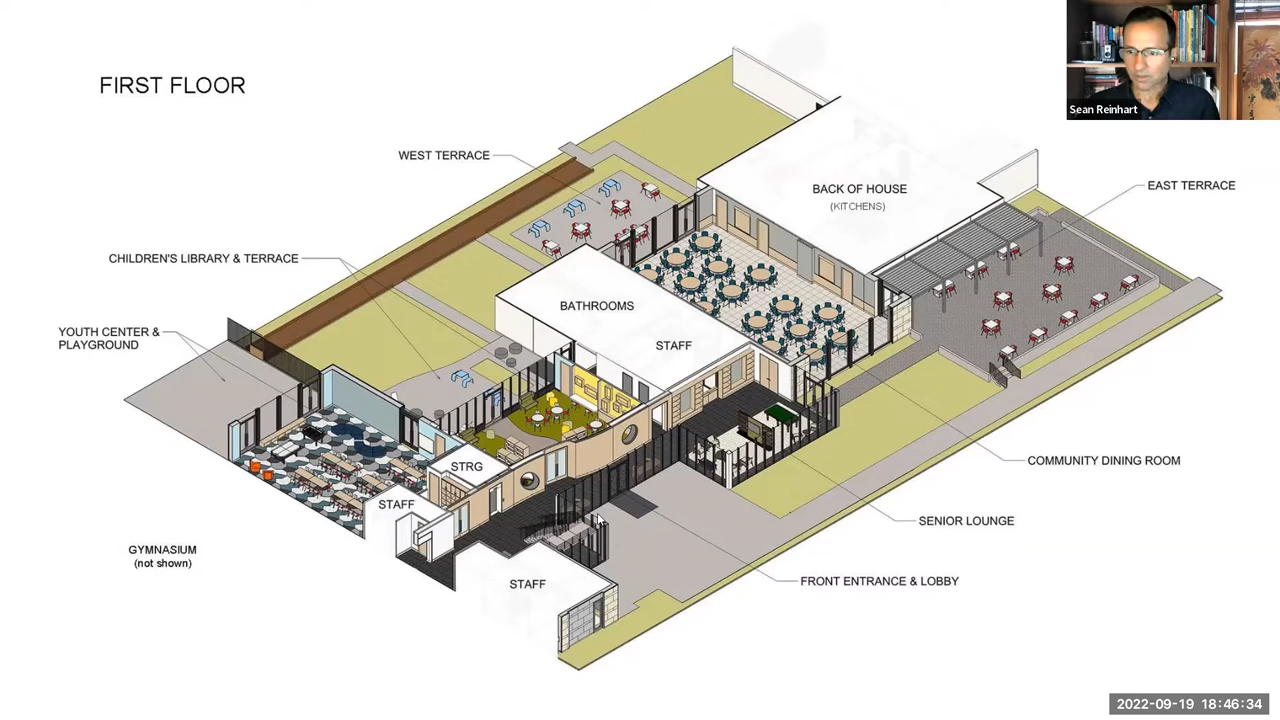 FIRST FLOOR
Sean Reinhart
WEST TERRACE
BACK OF HOUSE
(KITCHENS)
EAST TERRACE
CHILDREN'S LIBRARY & TERRACE
BATHROOMS
YOUTH CENTER &
PLAYGROUND
STAFF
STRG
COMMUNITY DINING ROOM
STAFF
SENIOR LOUNGE
GYMNASIUM
(not shown)
STAFF
FRONT ENTRANCE & LOBBY
2022-09-19 18:46:34